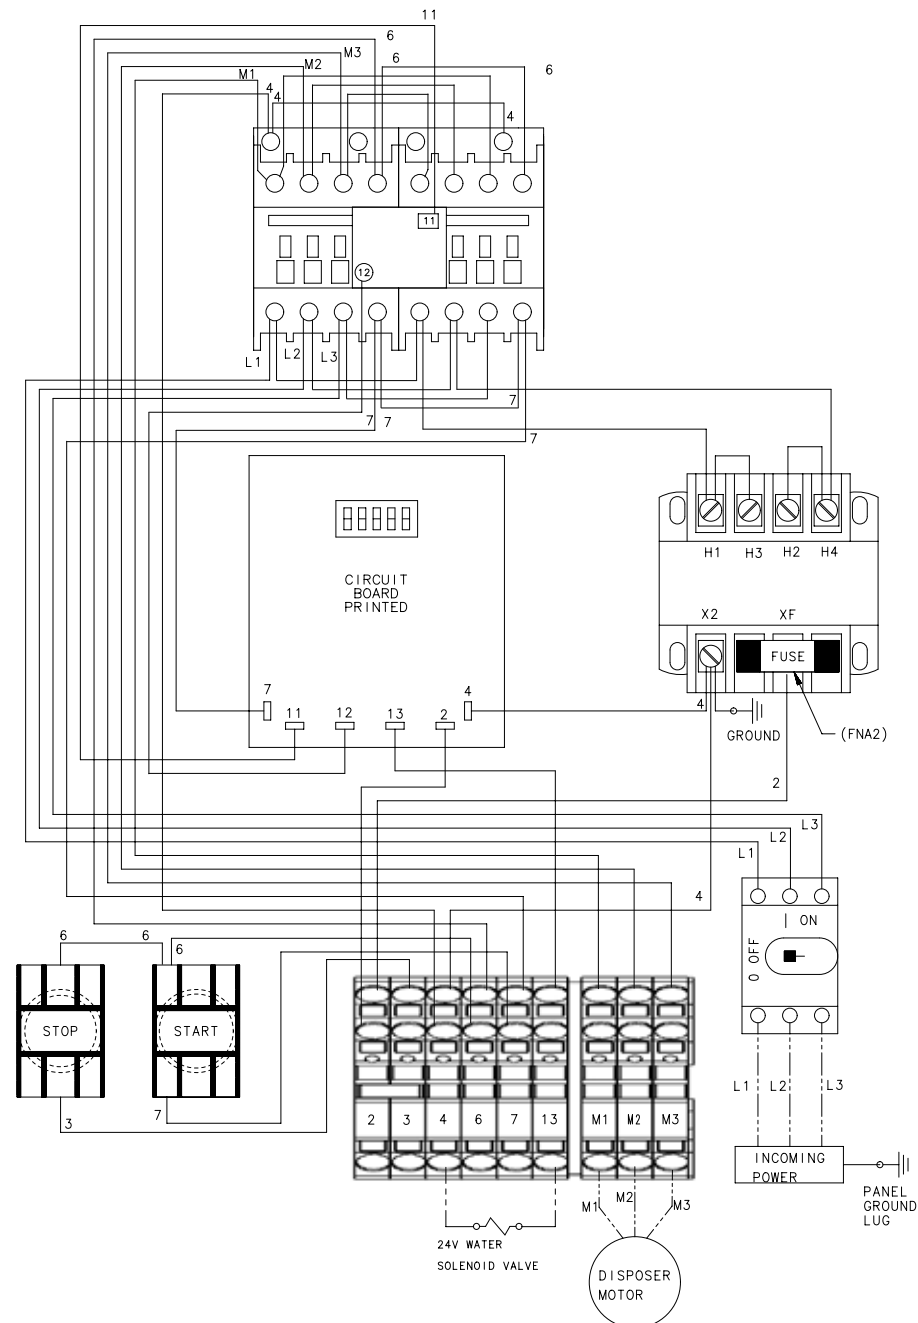 11
6
M3
M2
6
6
M1
4
4
4
11
12
L1
L2
L3
7
7
7
7
CIRCUIT
BOARD
PRINTED
H1
H3
H2
H4
X2
XF
FUSE
7
4
4
11
12
13
2
GROUND
(FNA2)
2
L3
L2
L1
4
ON
O OFF
6
6
6
STOP
START
L1
L2
L3
7
3
2
3
4
6
7
13
M1
M2
M3
INCOMING
POWER
PANEL
GROUND
LUG
M1
M2
M3
24V WATER
SOLENOID VALVE
DISPOSER
MOTOR